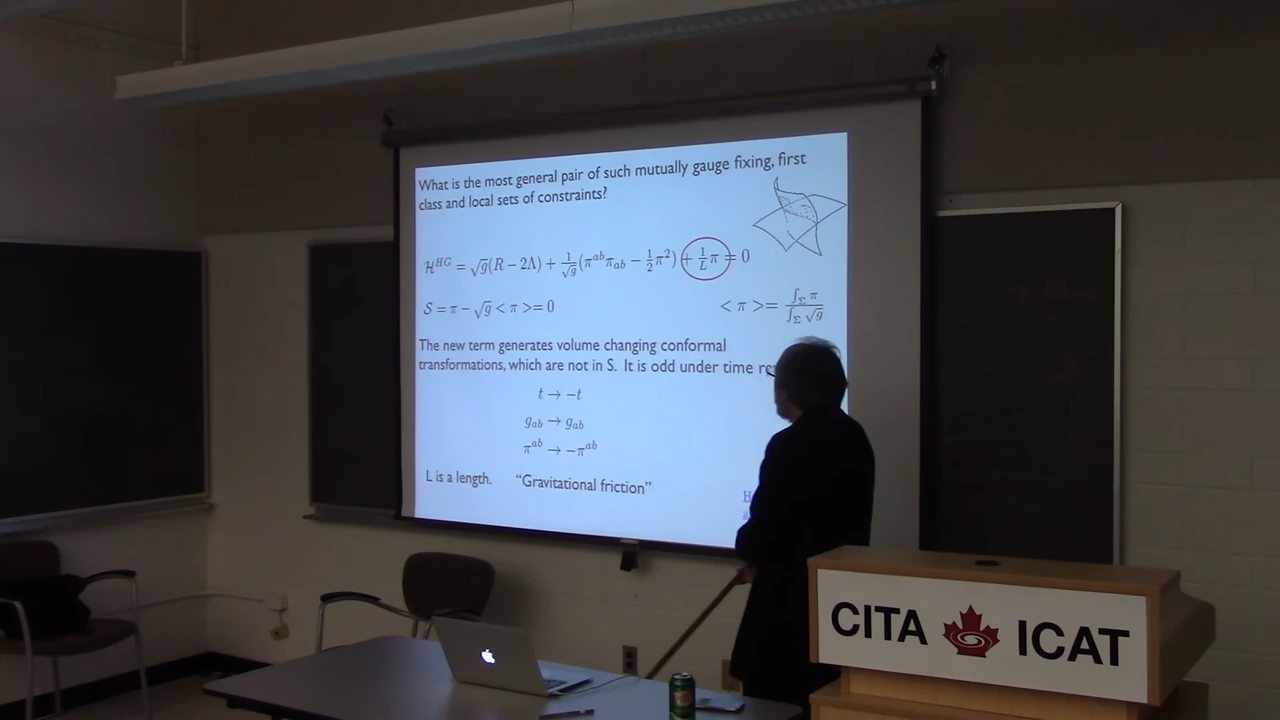 What is the most general pair of such mutually gauge fixing, first
class and local sets of constraints?
ℋᴴᴳ = √g(R − 2Λ) + 1/√g (π^{ab}π_{ab} − ½π²) + 1/L π = 0
S = π − √g < π >= 0
< π >= ∫_Σ π / ∫_Σ √g
The new term generates volume changing conformal
transformations, which are not in S. It is odd under time
t → −t
g_{ab} → g_{ab}
π^{ab} → −π^{ab}
L is a length. "Gravitational friction"
CITA ICAT